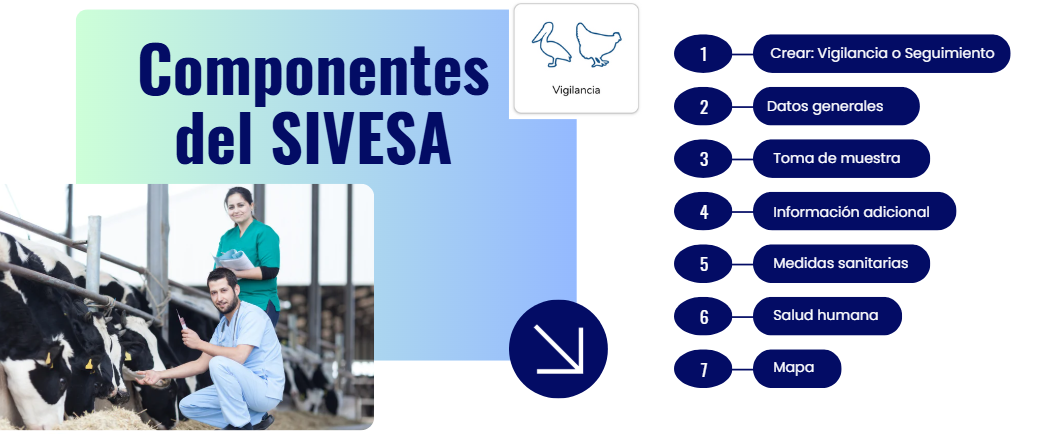 Componentes
del SIVESA
Vigilancia
1 Crear: Vigilancia o Seguimiento
2 Datos generales
3 Toma de muestra
4 Información adicional
5 Medidas sanitarias
6 Salud humana
7 Mapa